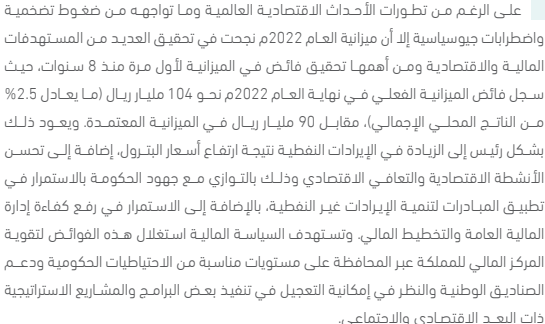 على الرغم من تطورات الأحداث الاقتصادية العالمية وما تواجهه من ضغوط تضخمية
واضطرابات جيوسياسية إلا أن ميزانية العام 2022م نجحت في تحقيق العديد من المستهدفات
المالية والاقتصادية ومن أهمها تحقيق فائض في الميزانية لأول مرة منذ 8 سنوات، حيث
سجل فائض الميزانية الفعلي في نهاية العام 2022م نحو 104 مليار ريال (ما يعادل 2.5%
من الناتج المحلي الإجمالي)، مقابل 90 مليار ريال في الميزانية المعتمدة. ويعود ذلك
بشكل رئيس إلى الزيادة في الإيرادات النفطية نتيجة ارتفاع أسعار البترول، إضافة إلى تحسن
الأنشطة الاقتصادية والتعافي الاقتصادي وذلك بالتوازي مع جهود الحكومة بالاستمرار في
تطبيق المبادرات لتنمية الإيرادات غير النفطية، بالإضافة إلى الاستمرار في رفع كفاءة إدارة
المالية العامة والتخطيط المالي. وتستهدف السياسة المالية استغلال هذه الفوائض لتقوية
المركز المالي للمملكة عبر المحافظة على مستويات مناسبة من الاحتياطيات الحكومية ودعم
الصناديق الوطنية والنظر في إمكانية التعجيل في تنفيذ بعض البرامج والمشاريع الاستراتيجية
ذات البعد الاقتصادي والاجتماعي.